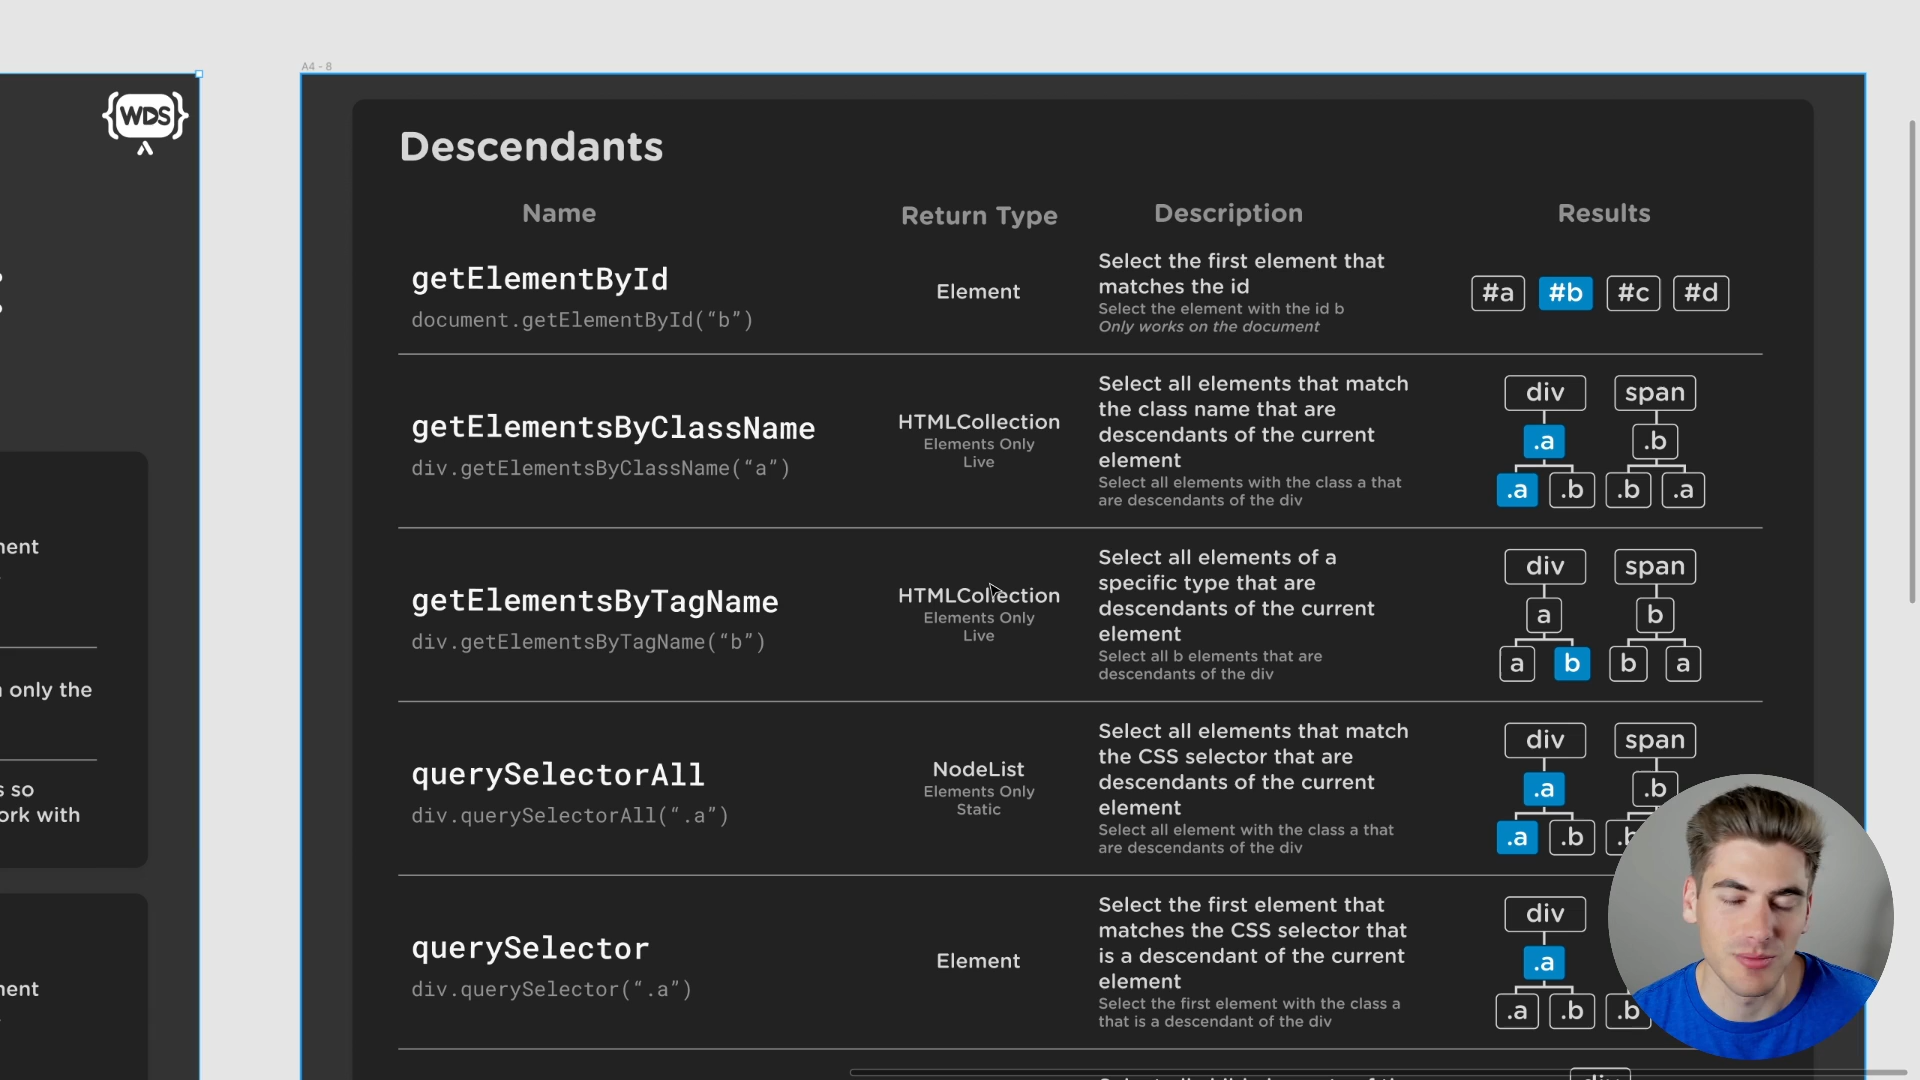 A4 - 8
{WDS}
Descendants
Name
Return Type
Description
Results
getElementById
document.getElementById(“b”)
Element
Select the first element that
matches the id
Select the element with the id b
Only works on the document
#a #b #c #d
getElementsByClassName
div.getElementsByClassName(“a”)
HTMLCollection
Elements Only
Live
Select all elements that match
the class name that are
descendants of the current
element
Select all elements with the class a that
are descendants of the div
div span
.a .b
.a .b .b .a
getElementsByTagName
div.getElementsByTagName(“b”)
HTMLCollection
Elements Only
Live
Select all elements of a
specific type that are
descendants of the current
element
Select all b elements that are
descendants of the div
div span
a b
a b b a
querySelectorAll
div.querySelectorAll(“.a”)
NodeList
Elements Only
Static
Select all elements that match
the CSS selector that are
descendants of the current
element
Select all element with the class a that
are descendants of the div
div span
.a .b
.a .b .b
querySelector
div.querySelector(“.a”)
Element
Select the first element that
matches the CSS selector that
is a descendant of the current
element
Select the first element with the class a
that is a descendant of the div
div
.a
.a .b .b
only the
so
with